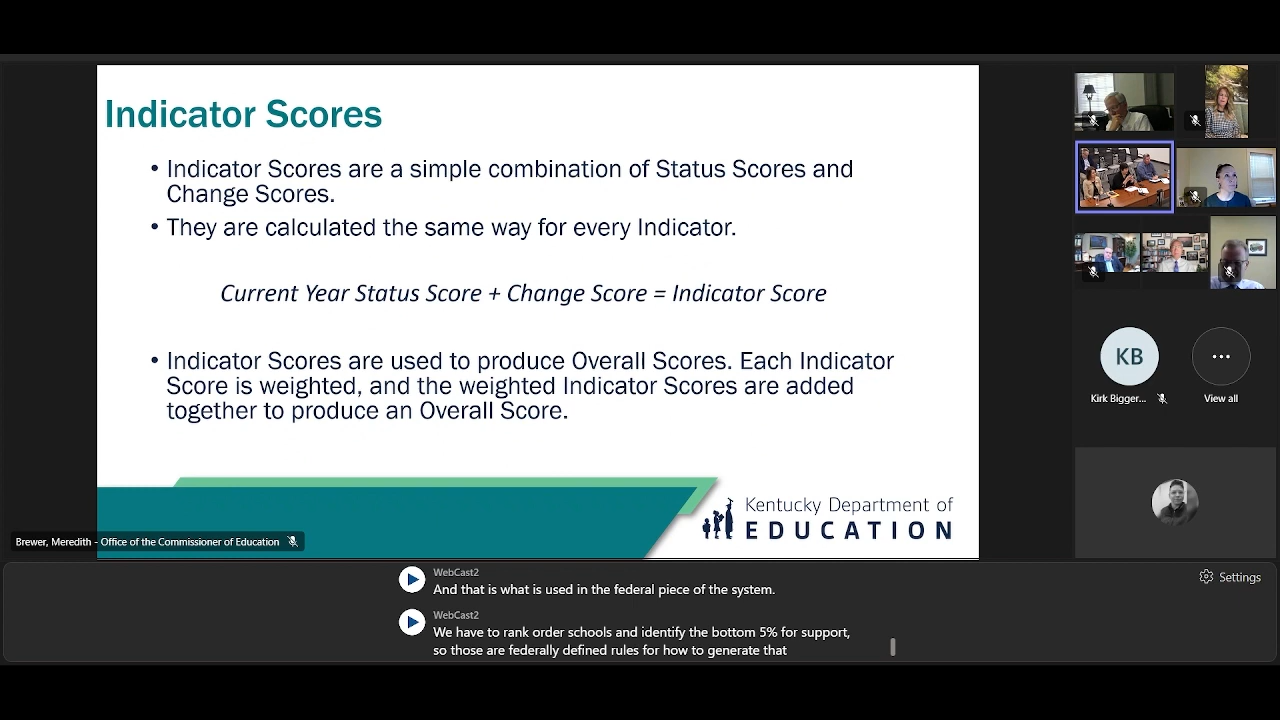 Indicator Scores
• Indicator Scores are a simple combination of Status Scores and
Change Scores.
• They are calculated the same way for every Indicator.
Current Year Status Score + Change Score = Indicator Score
• Indicator Scores are used to produce Overall Scores. Each Indicator
Score is weighted, and the weighted Indicator Scores are added
together to produce an Overall Score.
Kentucky Department of
EDUCATION
Brewer, Meredith - Office of the Commissioner of Education
KB
Kirk Bigger...
...
View all
WebCast2
And that is what is used in the federal piece of the system.
WebCast2
We have to rank order schools and identify the bottom 5% for support,
so those are federally defined rules for how to generate that
Settings